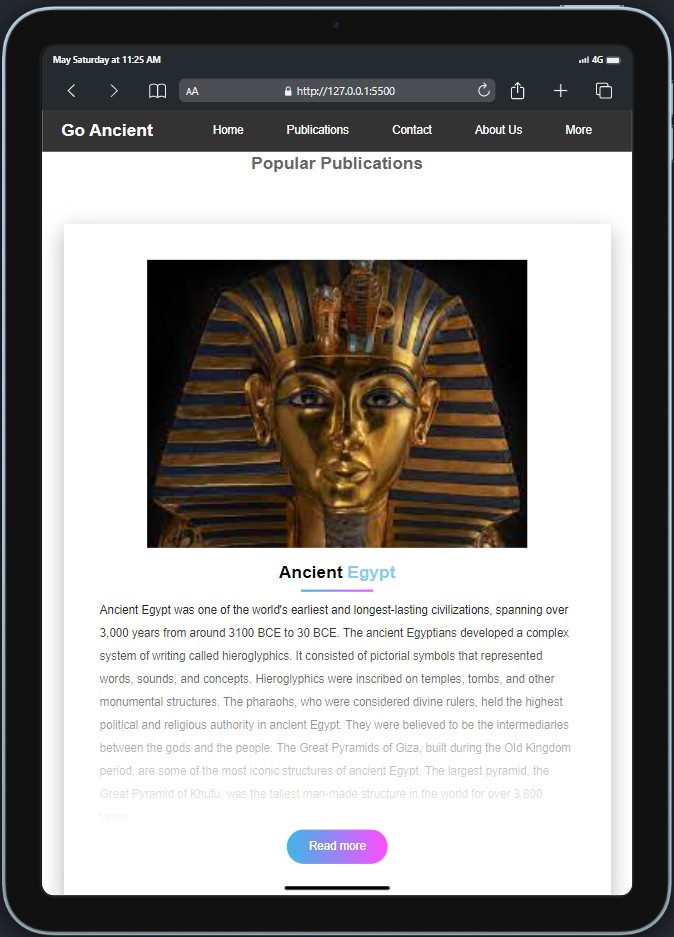 May Saturday at 11:25 AM
4G
AA
http://127.0.0.1:5500
Go Ancient
Home
Publications
Contact
About Us
More
Popular Publications
Ancient Egypt
Ancient Egypt was one of the world's earliest and longest-lasting civilizations, spanning over
3,000 years from around 3100 BCE to 30 BCE. The ancient Egyptians developed a complex
system of writing called hieroglyphics. It consisted of pictorial symbols that represented
words, sounds, and concepts. Hieroglyphics were inscribed on temples, tombs, and other
monumental structures. The pharaohs, who were considered divine rulers, held the highest
political and religious authority in ancient Egypt. They were believed to be the intermediaries
between the gods and the people. The Great Pyramids of Giza, built during the Old Kingdom
period, are some of the most iconic structures of ancient Egypt. The largest pyramid, the
Great Pyramid of Khufu, was the tallest man-made structure in the world for over 3,800
years.
Read more